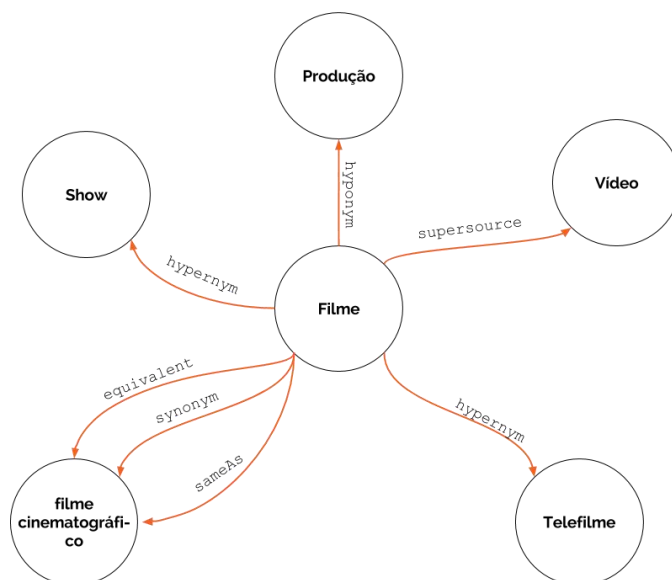 Produção
hyponym
Show
Vídeo
supersource
hypernym
Filme
equivalent
synonym
sameAs
hypernym
filme
cinematográfi-
co
Telefilme